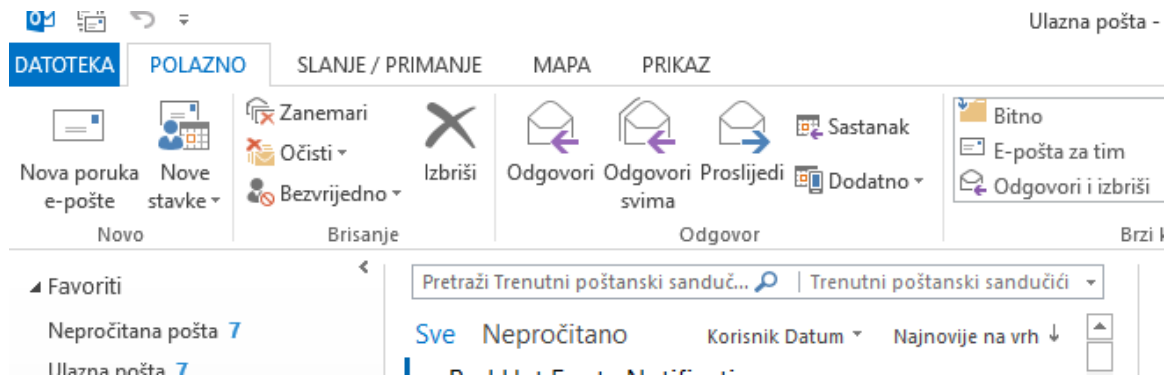 Ulazna pošta -
DATOTEKA POLAZNO SLANJE / PRIMANJE MAPA PRIKAZ
Nova poruka
e-pošte
Nove
stavke
Novo
Zanemari
Očisti
Bezvrijedno
Izbriši
Brisanje
Odgovori
Odgovori
svima
Proslijedi
Sastanak
Dodatno
Odgovor
Bitno
E-pošta za tim
Odgovori i izbriši
Brzi
Favoriti
Nepročitana pošta 7
Ulazna pošta 7
Pretraži Trenutni poštanski sanduč... Trenutni poštanski sandučići
Sve Nepročitano Korisnik Datum Najnovije na vrh